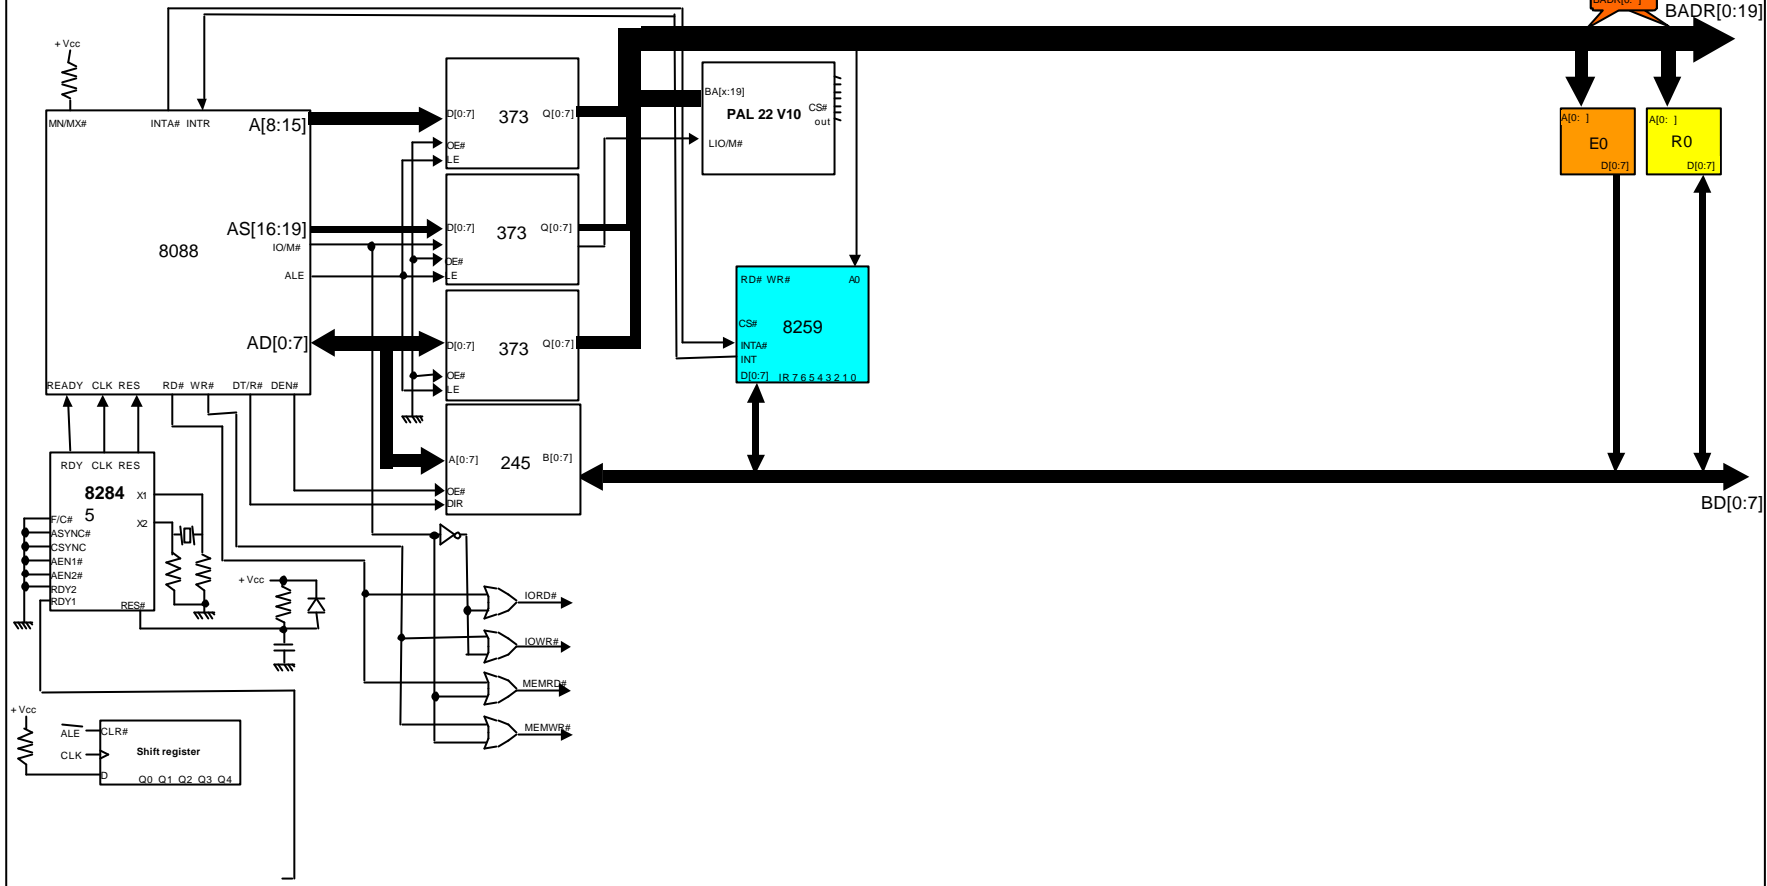 BADR[0: ]
BADR[0:19]
+ Vcc
MN/MX#
INTA# INTR
A[8:15]
AS[16:19]
8088
IO/M#
ALE
AD[0:7]
READY CLK RES RD# WR# DT/R# DEN#
D[0:7] 373 Q[0:7]
OE#
LE
D[0:7] 373 Q[0:7]
OE#
LE
D[0:7] 373 Q[0:7]
OE#
LE
A[0:7] 245 B[0:7]
OE#
DIR
BA[x:19]
PAL 22 V10
CS#
out
LIO/M#
RD# WR# A0
CS#
8259
INTA#
INT
D[0:7] IR 7 6 5 4 3 2 1 0
A[0: ]
E0
D[0:7]
A[0: ]
R0
D[0:7]
BD[0:7]
RDY CLK RES
8284
5
X1
X2
F/C#
ASYNC#
CSYNC
AEN1#
AEN2#
RDY2
RDY1
RES#
+ Vcc
IORD#
IOWR#
MEMRD#
MEMWR#
+ Vcc
ALE
CLR#
CLK
Shift register
D
Q0 Q1 Q2 Q3 Q4